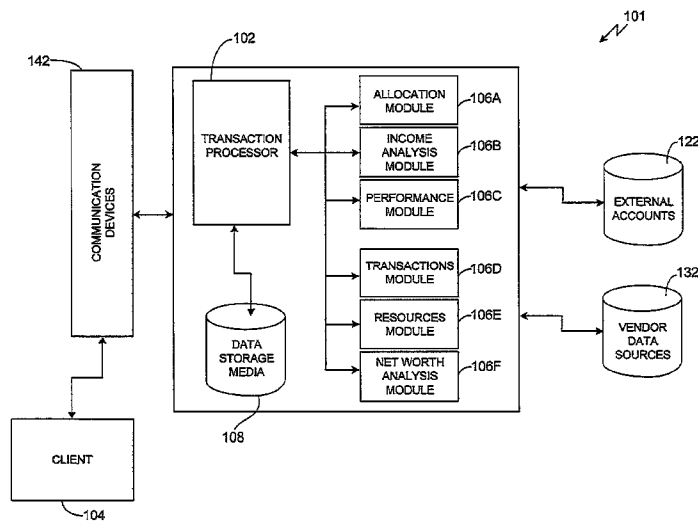 101
142
102
COMMUNICATION
DEVICES
TRANSACTION
PROCESSOR
ALLOCATION
MODULE
106A
INCOME
ANALYSIS MODULE
106B
PERFORMANCE
MODULE
106C
TRANSACTIONS
MODULE
106D
RESOURCES
MODULE
106E
NET WORTH
ANALYSIS MODULE
106F
DATA
STORAGE
MEDIA
108
122
EXTERNAL
ACCOUNTS
132
VENDOR
DATA
SOURCES
CLIENT
104